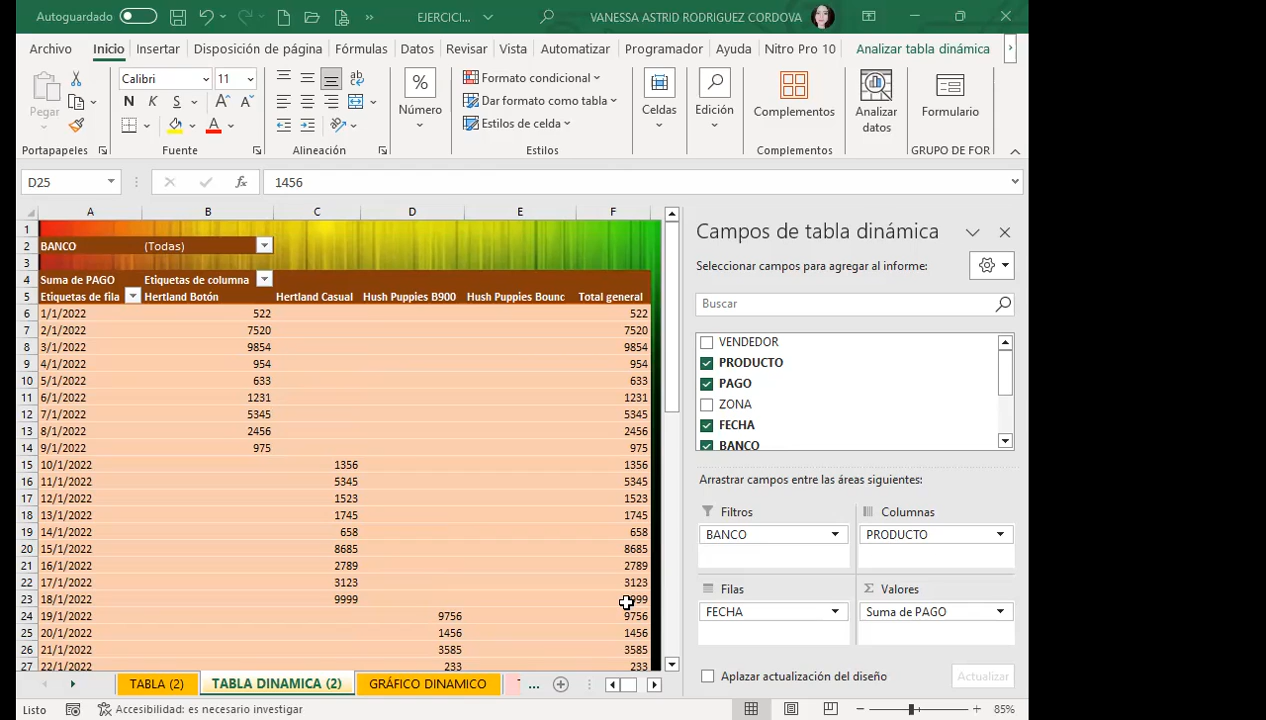 Autoguardado
EJERCICI...
VANESSA ASTRID RODRIGUEZ CORDOVA
Archivo Inicio Insertar Disposición de página Fórmulas Datos Revisar Vista Automatizar Programador Ayuda Nitro Pro 10 Analizar tabla dinámica
Pegar
Calibri 11
N K S
Portapapeles Fuente Alineación
Número
Formato condicional
Dar formato como tabla
Estilos de celda
Estilos
Celdas
Edición
Complementos
Complementos
Analizar datos
Formulario
GRUPO DE FOR
D25 fx 1456
A B C D E F
1
2 BANCO (Todas)
3
4 Suma de PAGO Etiquetas de columna
5 Etiquetas de fila Hertland Botón Hertland Casual Hush Puppies B900 Hush Puppies Bounc Total general
6 1/1/2022 522 522
7 2/1/2022 7520 7520
8 3/1/2022 9854 9854
9 4/1/2022 954 954
10 5/1/2022 633 633
11 6/1/2022 1231 1231
12 7/1/2022 5345 5345
13 8/1/2022 2456 2456
14 9/1/2022 975 975
15 10/1/2022 1356 1356
16 11/1/2022 5345 5345
17 12/1/2022 1523 1523
18 13/1/2022 1745 1745
19 14/1/2022 658 658
20 15/1/2022 8685 8685
21 16/1/2022 2789 2789
22 17/1/2022 3123 3123
23 18/1/2022 9999
24 19/1/2022 9756 9756
25 20/1/2022 1456 1456
26 21/1/2022 3585 3585
27 22/1/2022 233 233
Campos de tabla dinámica
Seleccionar campos para agregar al informe:
Buscar
VENDEDOR
PRODUCTO
PAGO
ZONA
FECHA
BANCO
Arrastrar campos entre las áreas siguientes:
Filtros Columnas
BANCO PRODUCTO
Filas Σ Valores
FECHA Suma de PAGO
Aplazar actualización del diseño Actualizar
TABLA (2) TABLA DINAMICA (2) GRÁFICO DINAMICO ...
Listo Accesibilidad: es necesario investigar 85%